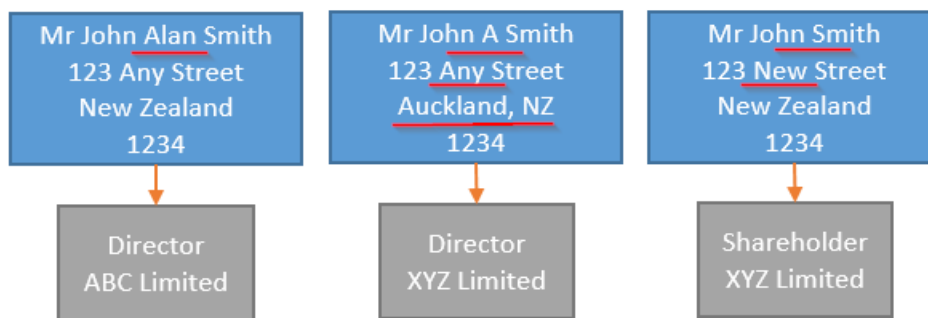 Mr John Alan Smith
123 Any Street
New Zealand
1234
Director
ABC Limited
Mr John A Smith
123 Any Street
Auckland, NZ
1234
Director
XYZ Limited
Mr John Smith
123 New Street
New Zealand
1234
Shareholder
XYZ Limited